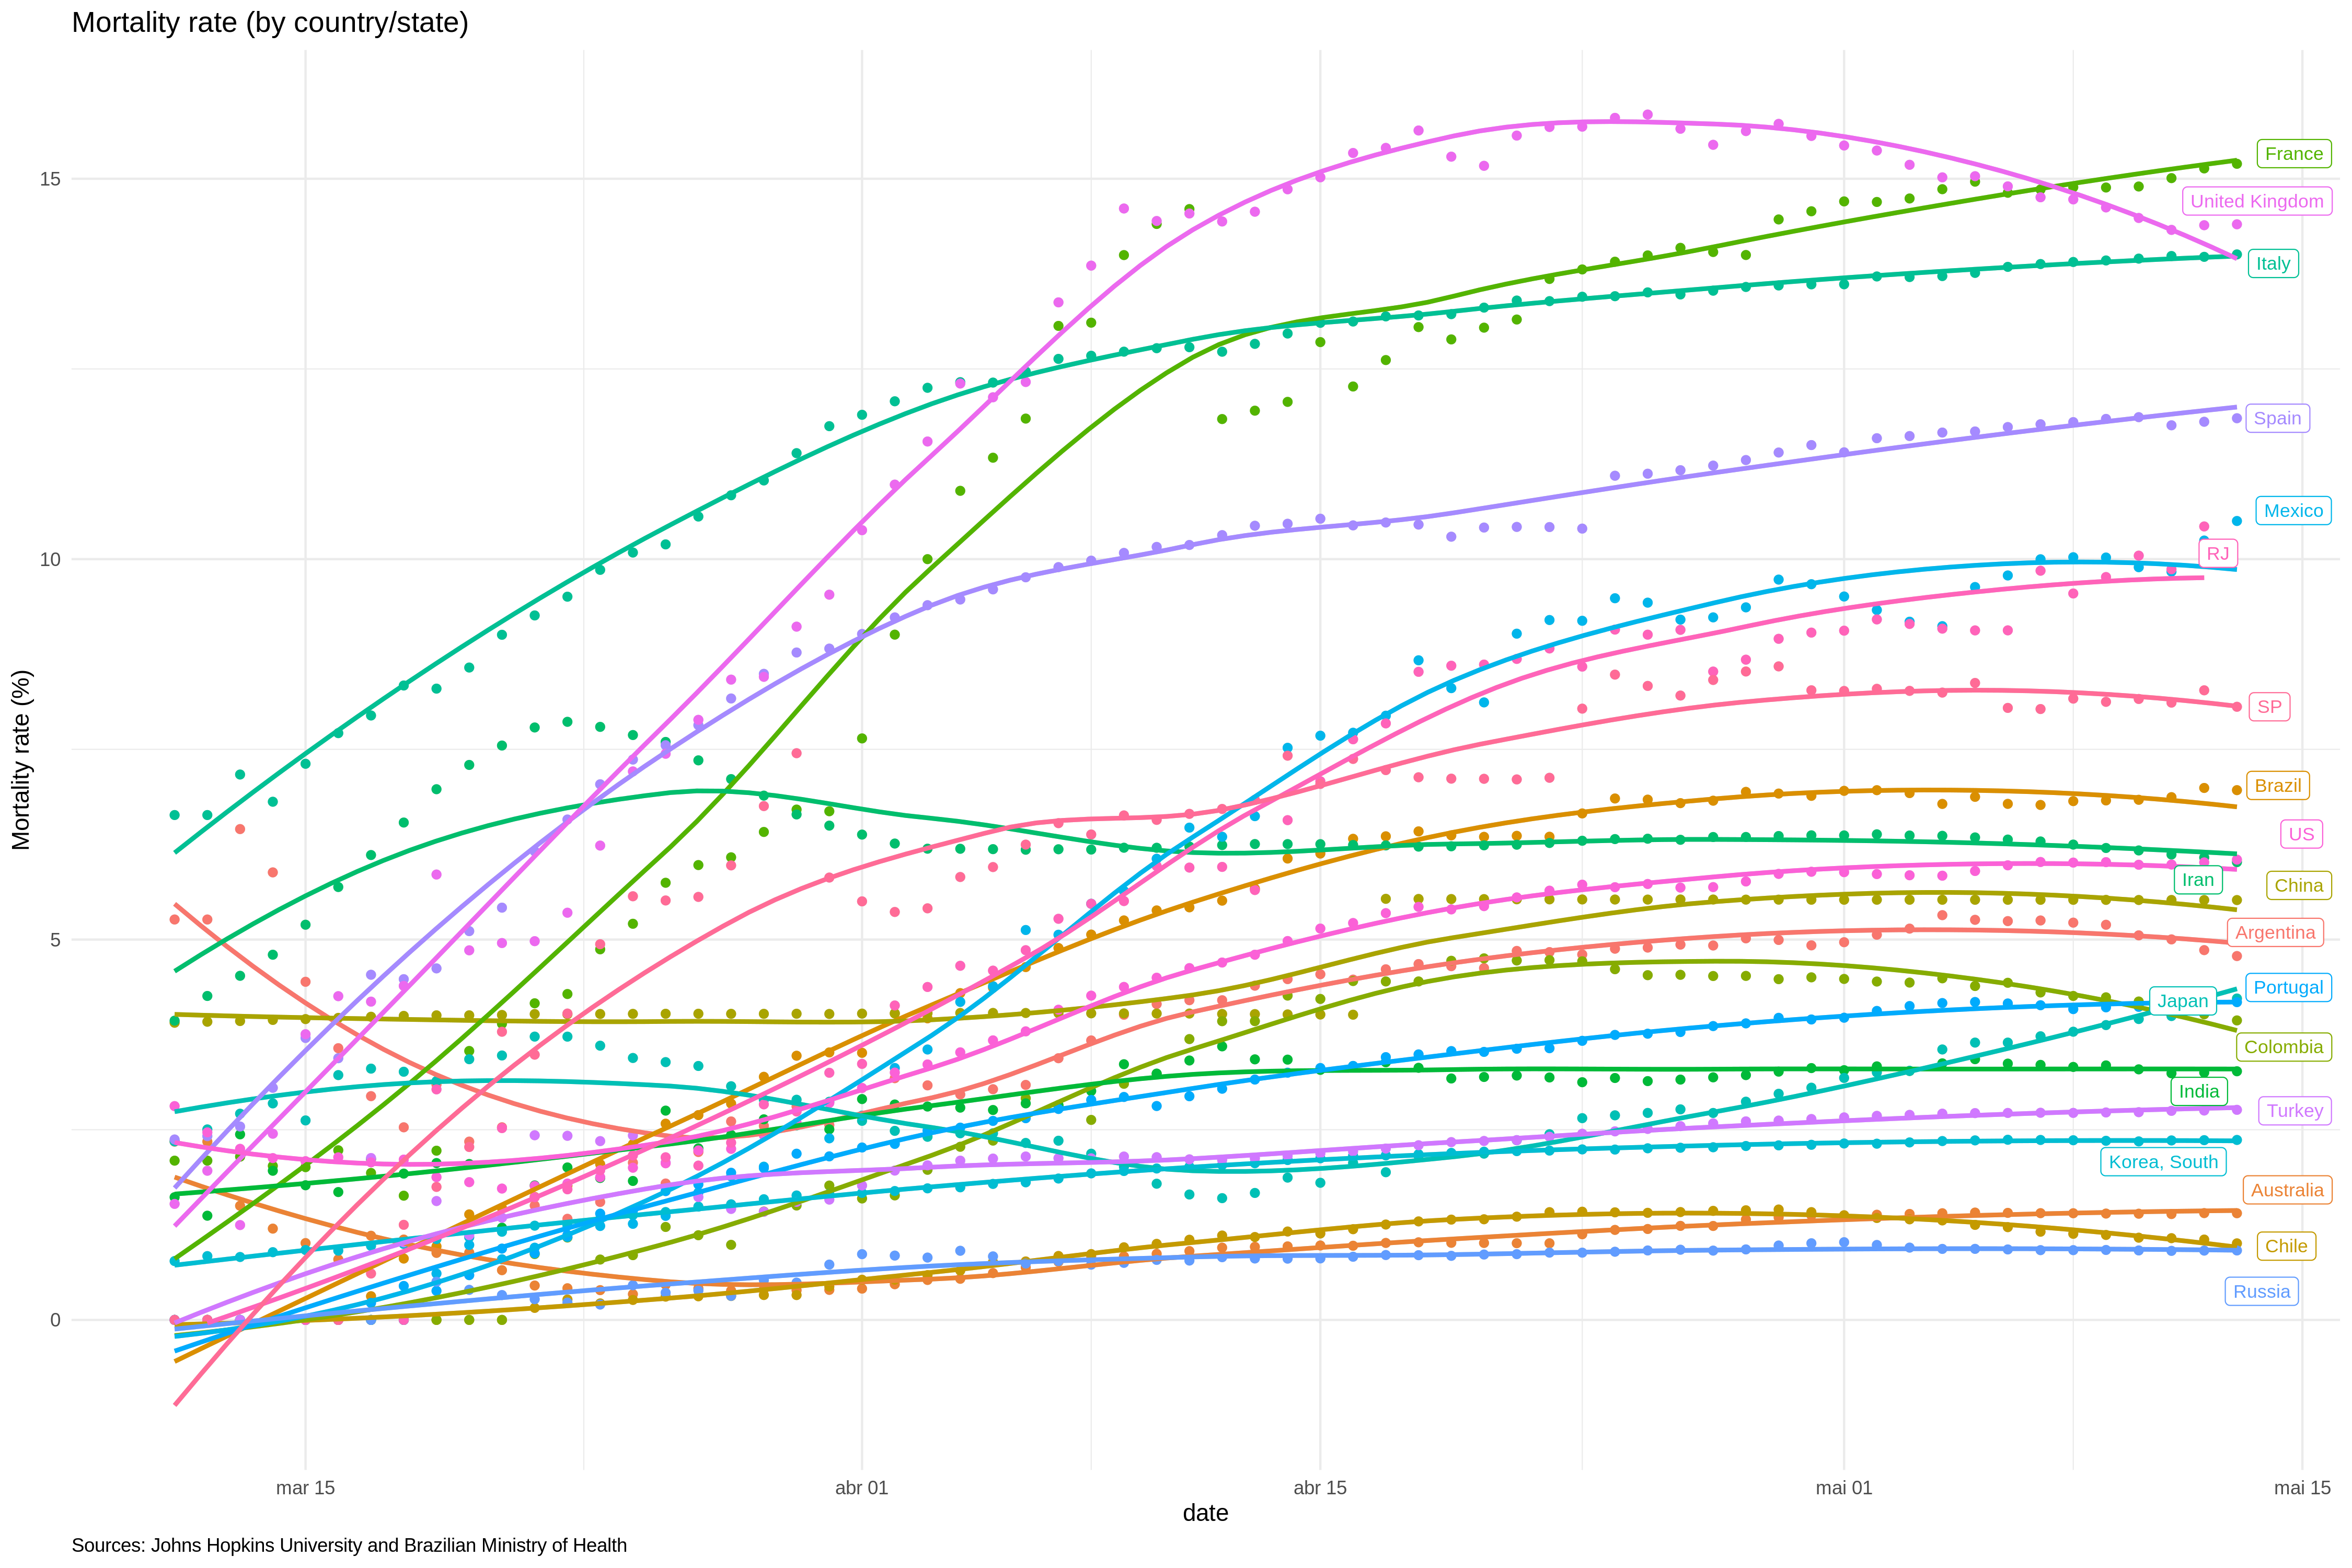 Mortality rate (by country/state)
Mortality rate (%)
15
10
5
0
France
United Kingdom
Italy
Spain
Mexico
RJ
SP
Brazil
US
Iran
China
Argentina
Portugal
Japan
Colombia
India
Turkey
Korea, South
Australia
Chile
Russia
mar 15
abr 01
abr 15
mai 01
mai 15
date
Sources: Johns Hopkins University and Brazilian Ministry of Health